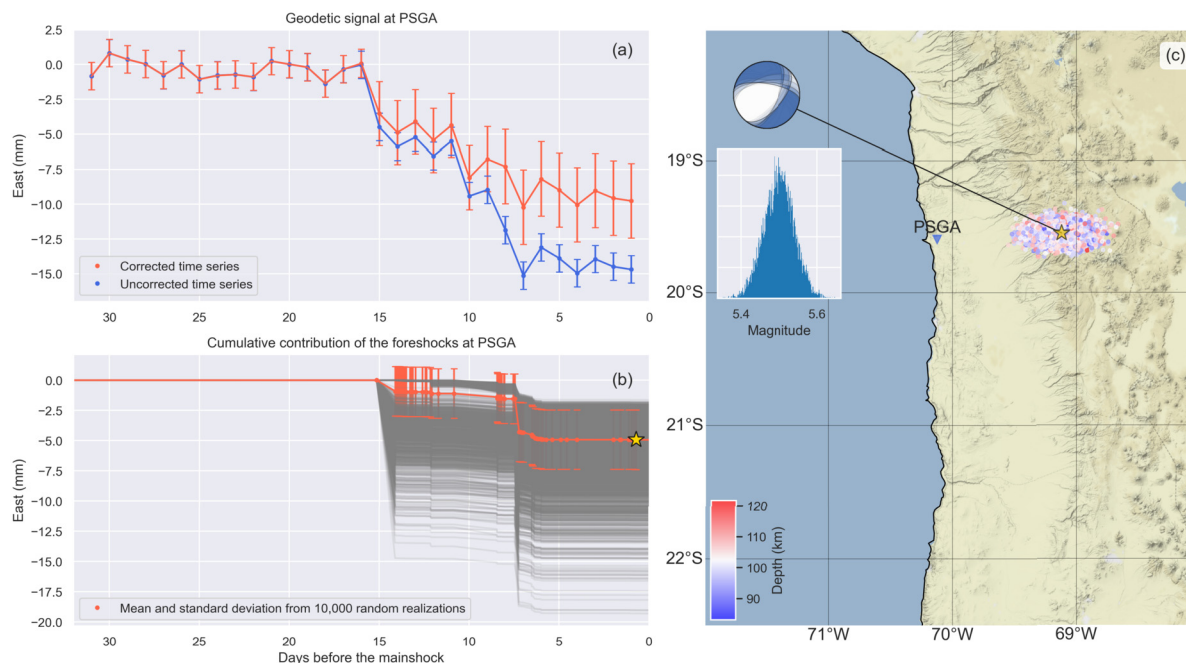 Geodetic signal at PSGA
(a)
2.5
0.0
−2.5
−5.0
−7.5
−10.0
−12.5
−15.0
East (mm)
Corrected time series
Uncorrected time series
30
25
20
15
10
5
0
Cumulative contribution of the foreshocks at PSGA
(b)
0.0
−2.5
−5.0
−7.5
−10.0
−12.5
−15.0
−17.5
−20.0
East (mm)
Mean and standard deviation from 10,000 random realizations
30
25
20
15
10
5
0
Days before the mainshock
(c)
19°S
20°S
21°S
22°S
PSGA
5.4
5.6
Magnitude
120
110
100
90
Depth (km)
71°W
70°W
69°W